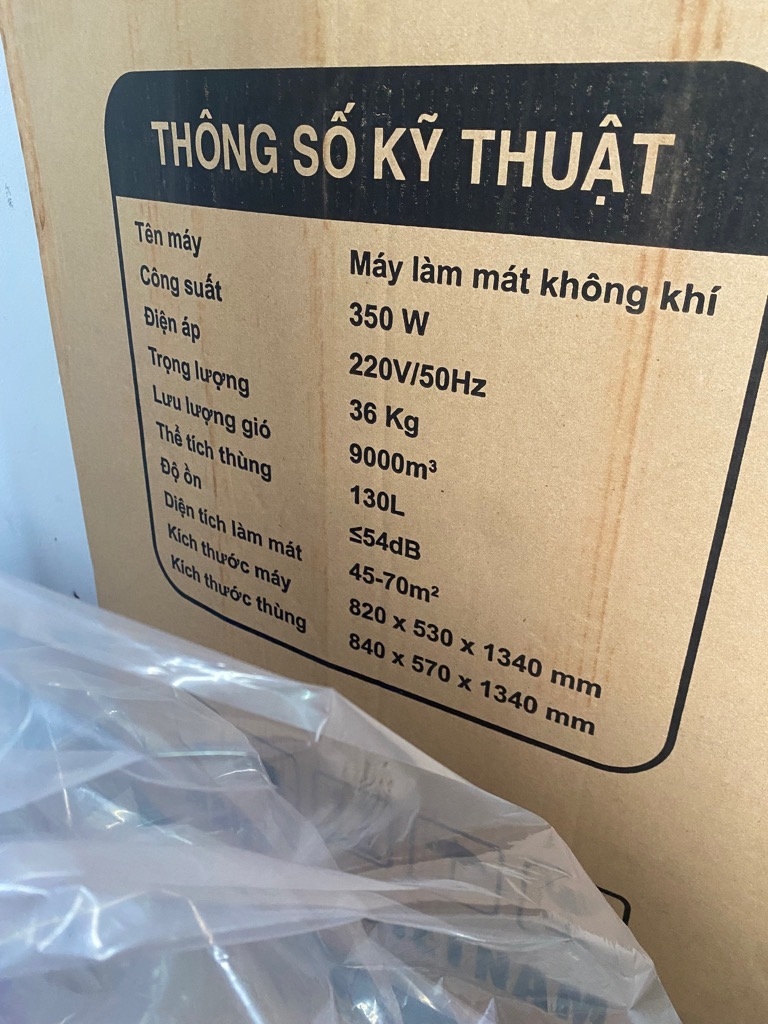 THÔNG SỐ KỸ THUẬT
Tên máy Máy làm mát không khí
Công suất 350 W
Điện áp 220V/50Hz
Trọng lượng 36 Kg
Lưu lượng gió 9000m³
Thể tích thùng 130L
Độ ồn ≤54dB
Diện tích làm mát 45-70m²
Kích thước máy 820 x 530 x 1340 mm
Kích thước thùng 840 x 570 x 1340 mm